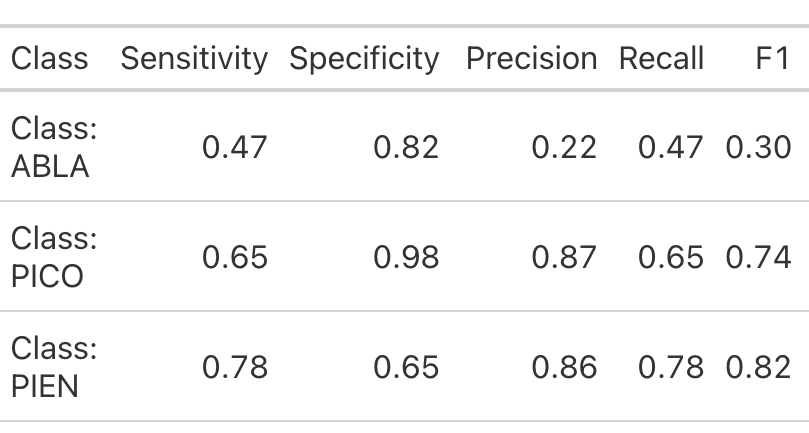 Class Sensitivity Specificity Precision Recall F1
Class:
ABLA 0.47 0.82 0.22 0.47 0.30
Class:
PICO 0.65 0.98 0.87 0.65 0.74
Class:
PIEN 0.78 0.65 0.86 0.78 0.82